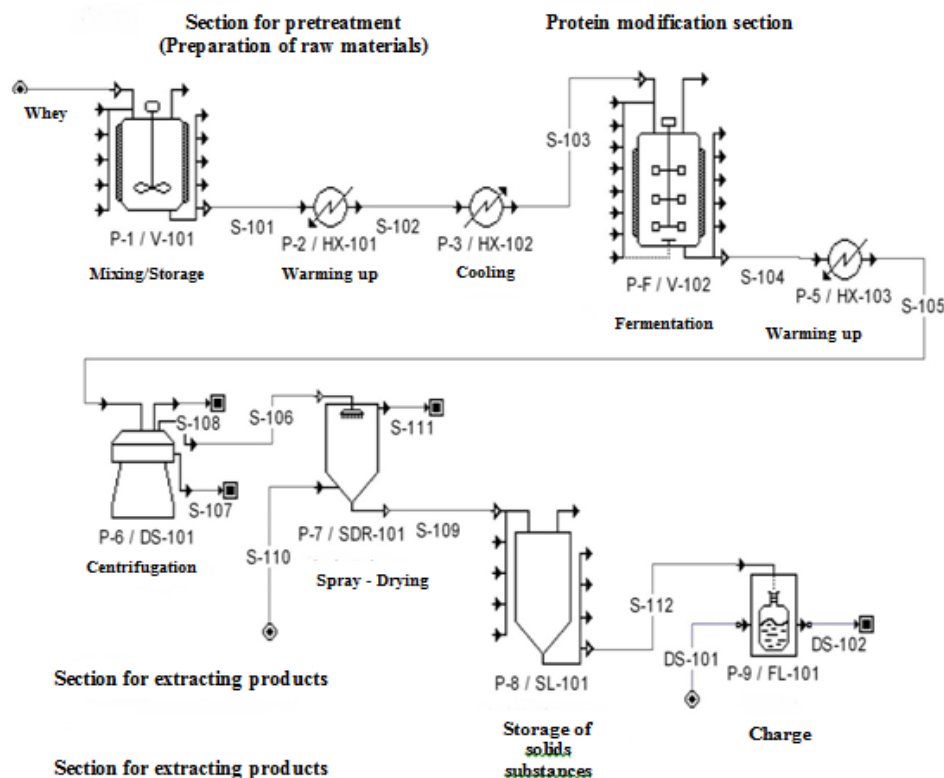 Section for pretreatment
(Preparation of raw materials)
Protein modification section
Whey
S-103
S-101
S-102
P-1 / V-101
P-2 / HX-101
P-3 / HX-102
Mixing/Storage
Warming up
Cooling
P-F / V-102
S-104
P-5 / HX-103
S-105
Fermentation
Warming up
S-108
S-106
S-111
S-107
P-6 / DS-101
Centrifugation
S-110
P-7 / SDR-101
S-109
Spray - Drying
S-112
DS-101
DS-102
P-8 / SL-101
P-9 / FL-101
Section for extracting products
Storage of
solids
substances
Charge
Section for extracting products